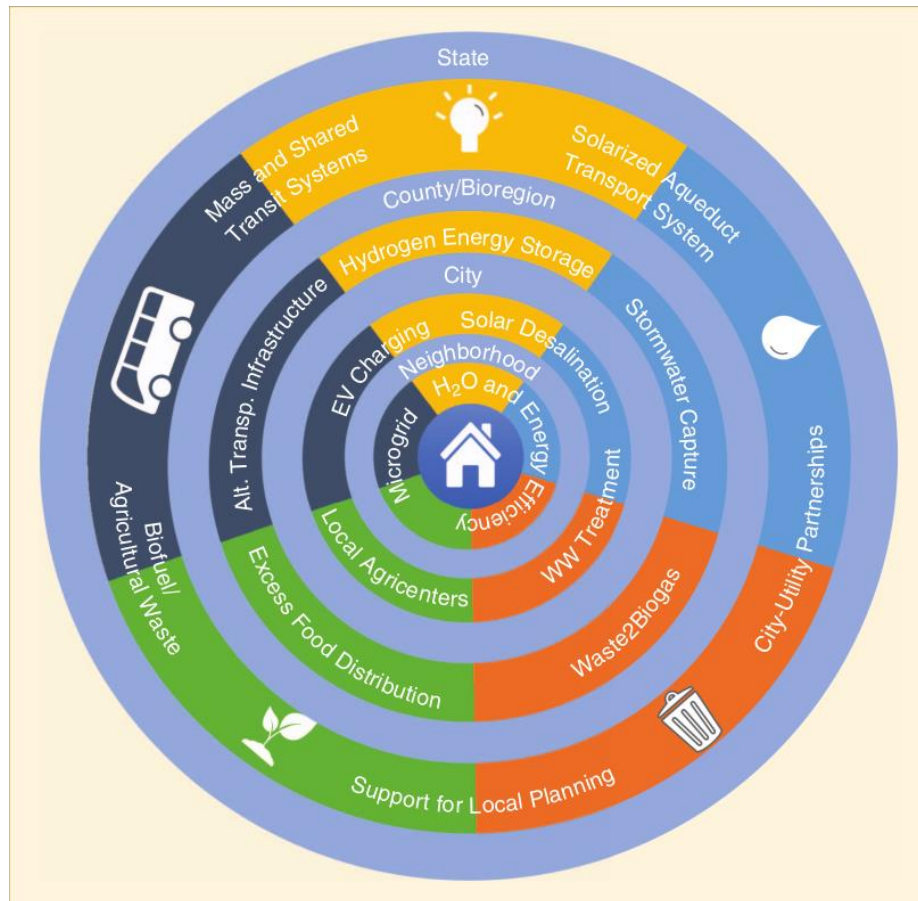 State
Mass and Shared
Transit Systems
Solarized Aqueduct
Transport System
County/Bioregion
Hydrogen Energy Storage
City
Alt. Transp. Infrastructure
Stormwater Capture
EV Charging
Solar Desalination
Neighborhood
H₂O and Energy Efficiency
Microgrid
Local Agricenters
WW Treatment
Excess Food Distribution
Waste2Biogas
Biofuel/
Agricultural Waste
City-Utility Partnerships
Support for Local Planning